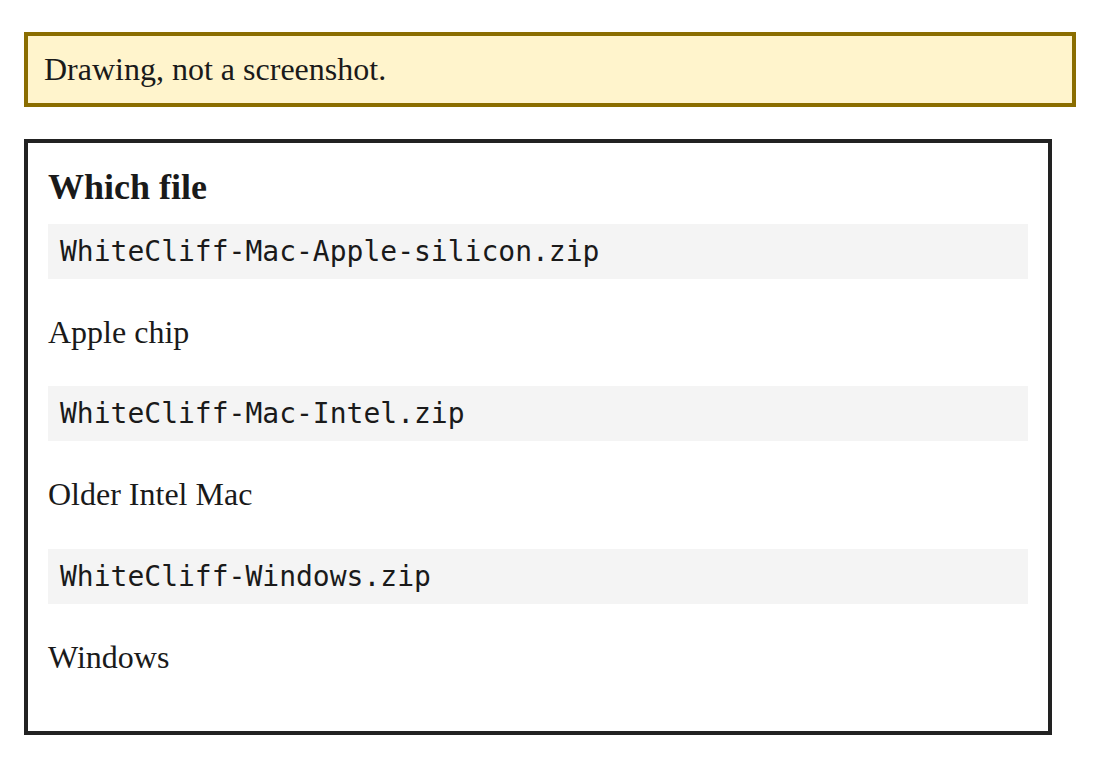 Drawing, not a screenshot.
Which file
WhiteCliff-Mac-Apple-silicon.zip
Apple chip
WhiteCliff-Mac-Intel.zip
Older Intel Mac
WhiteCliff-Windows.zip
Windows